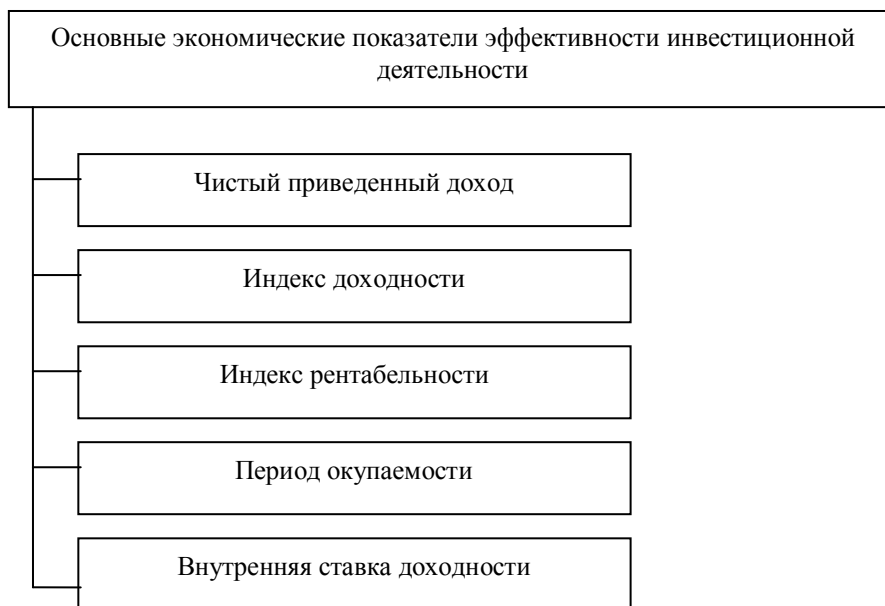 Основные экономические показатели эффективности инвестиционной
деятельности
Чистый приведенный доход
Индекс доходности
Индекс рентабельности
Период окупаемости
Внутренняя ставка доходности